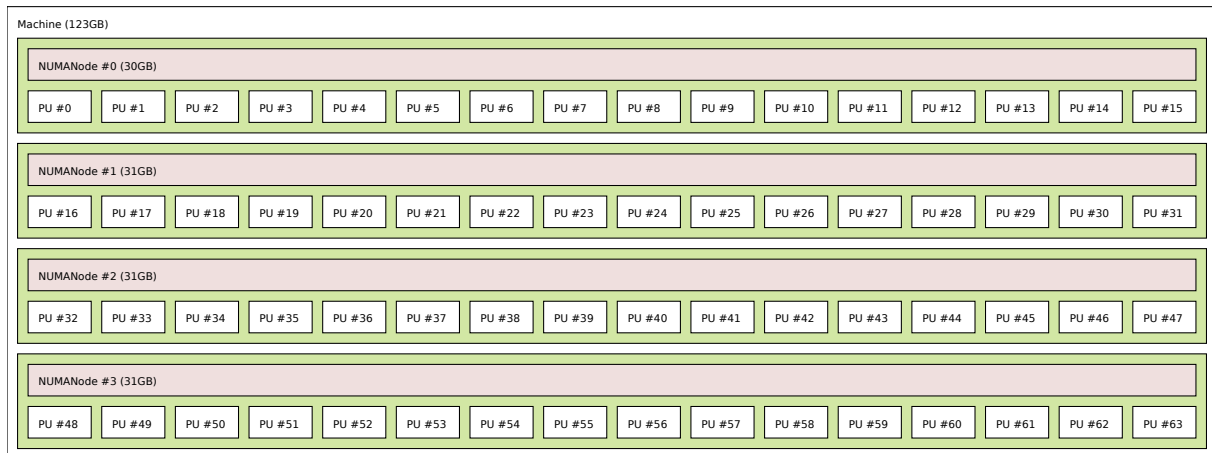 Machine (123GB)
NUMANode #0 (30GB)
PU #0 PU #1 PU #2 PU #3 PU #4 PU #5 PU #6 PU #7 PU #8 PU #9 PU #10 PU #11 PU #12 PU #13 PU #14 PU #15
NUMANode #1 (31GB)
PU #16 PU #17 PU #18 PU #19 PU #20 PU #21 PU #22 PU #23 PU #24 PU #25 PU #26 PU #27 PU #28 PU #29 PU #30 PU #31
NUMANode #2 (31GB)
PU #32 PU #33 PU #34 PU #35 PU #36 PU #37 PU #38 PU #39 PU #40 PU #41 PU #42 PU #43 PU #44 PU #45 PU #46 PU #47
NUMANode #3 (31GB)
PU #48 PU #49 PU #50 PU #51 PU #52 PU #53 PU #54 PU #55 PU #56 PU #57 PU #58 PU #59 PU #60 PU #61 PU #62 PU #63